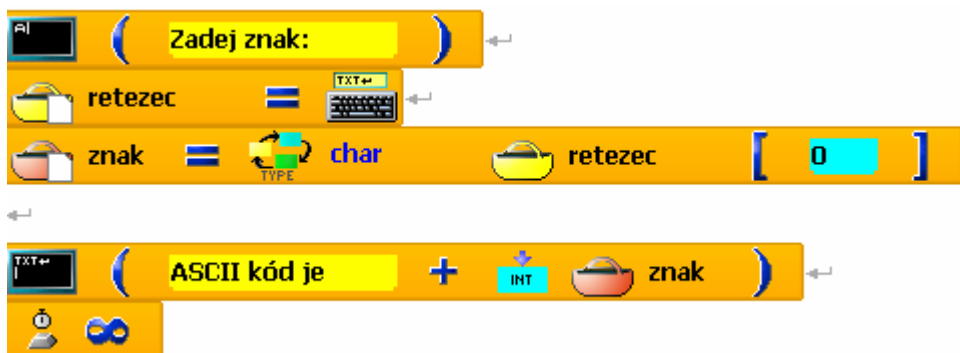 A| ( Zadej znak: )
retezec = TXT↵
znak = TYPE char retezec [ 0 ]
TXT↵ ( ASCII kód je + INT znak )
∞